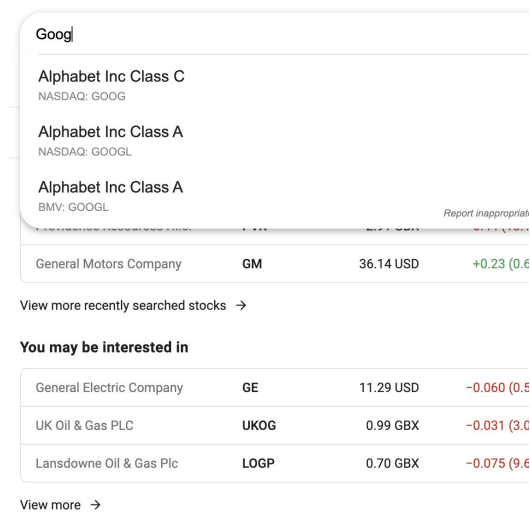 Goog
Alphabet Inc Class C
NASDAQ: GOOG
Alphabet Inc Class A
NASDAQ: GOOGL
Alphabet Inc Class A
BMV: GOOGL
Report inappropriat
General Motors Company GM 36.14 USD +0.23 (0.6
View more recently searched stocks →
You may be interested in
General Electric Company GE 11.29 USD −0.060 (0.5
UK Oil & Gas PLC UKOG 0.99 GBX −0.031 (3.0
Lansdowne Oil & Gas Plc LOGP 0.70 GBX −0.075 (9.6
View more →